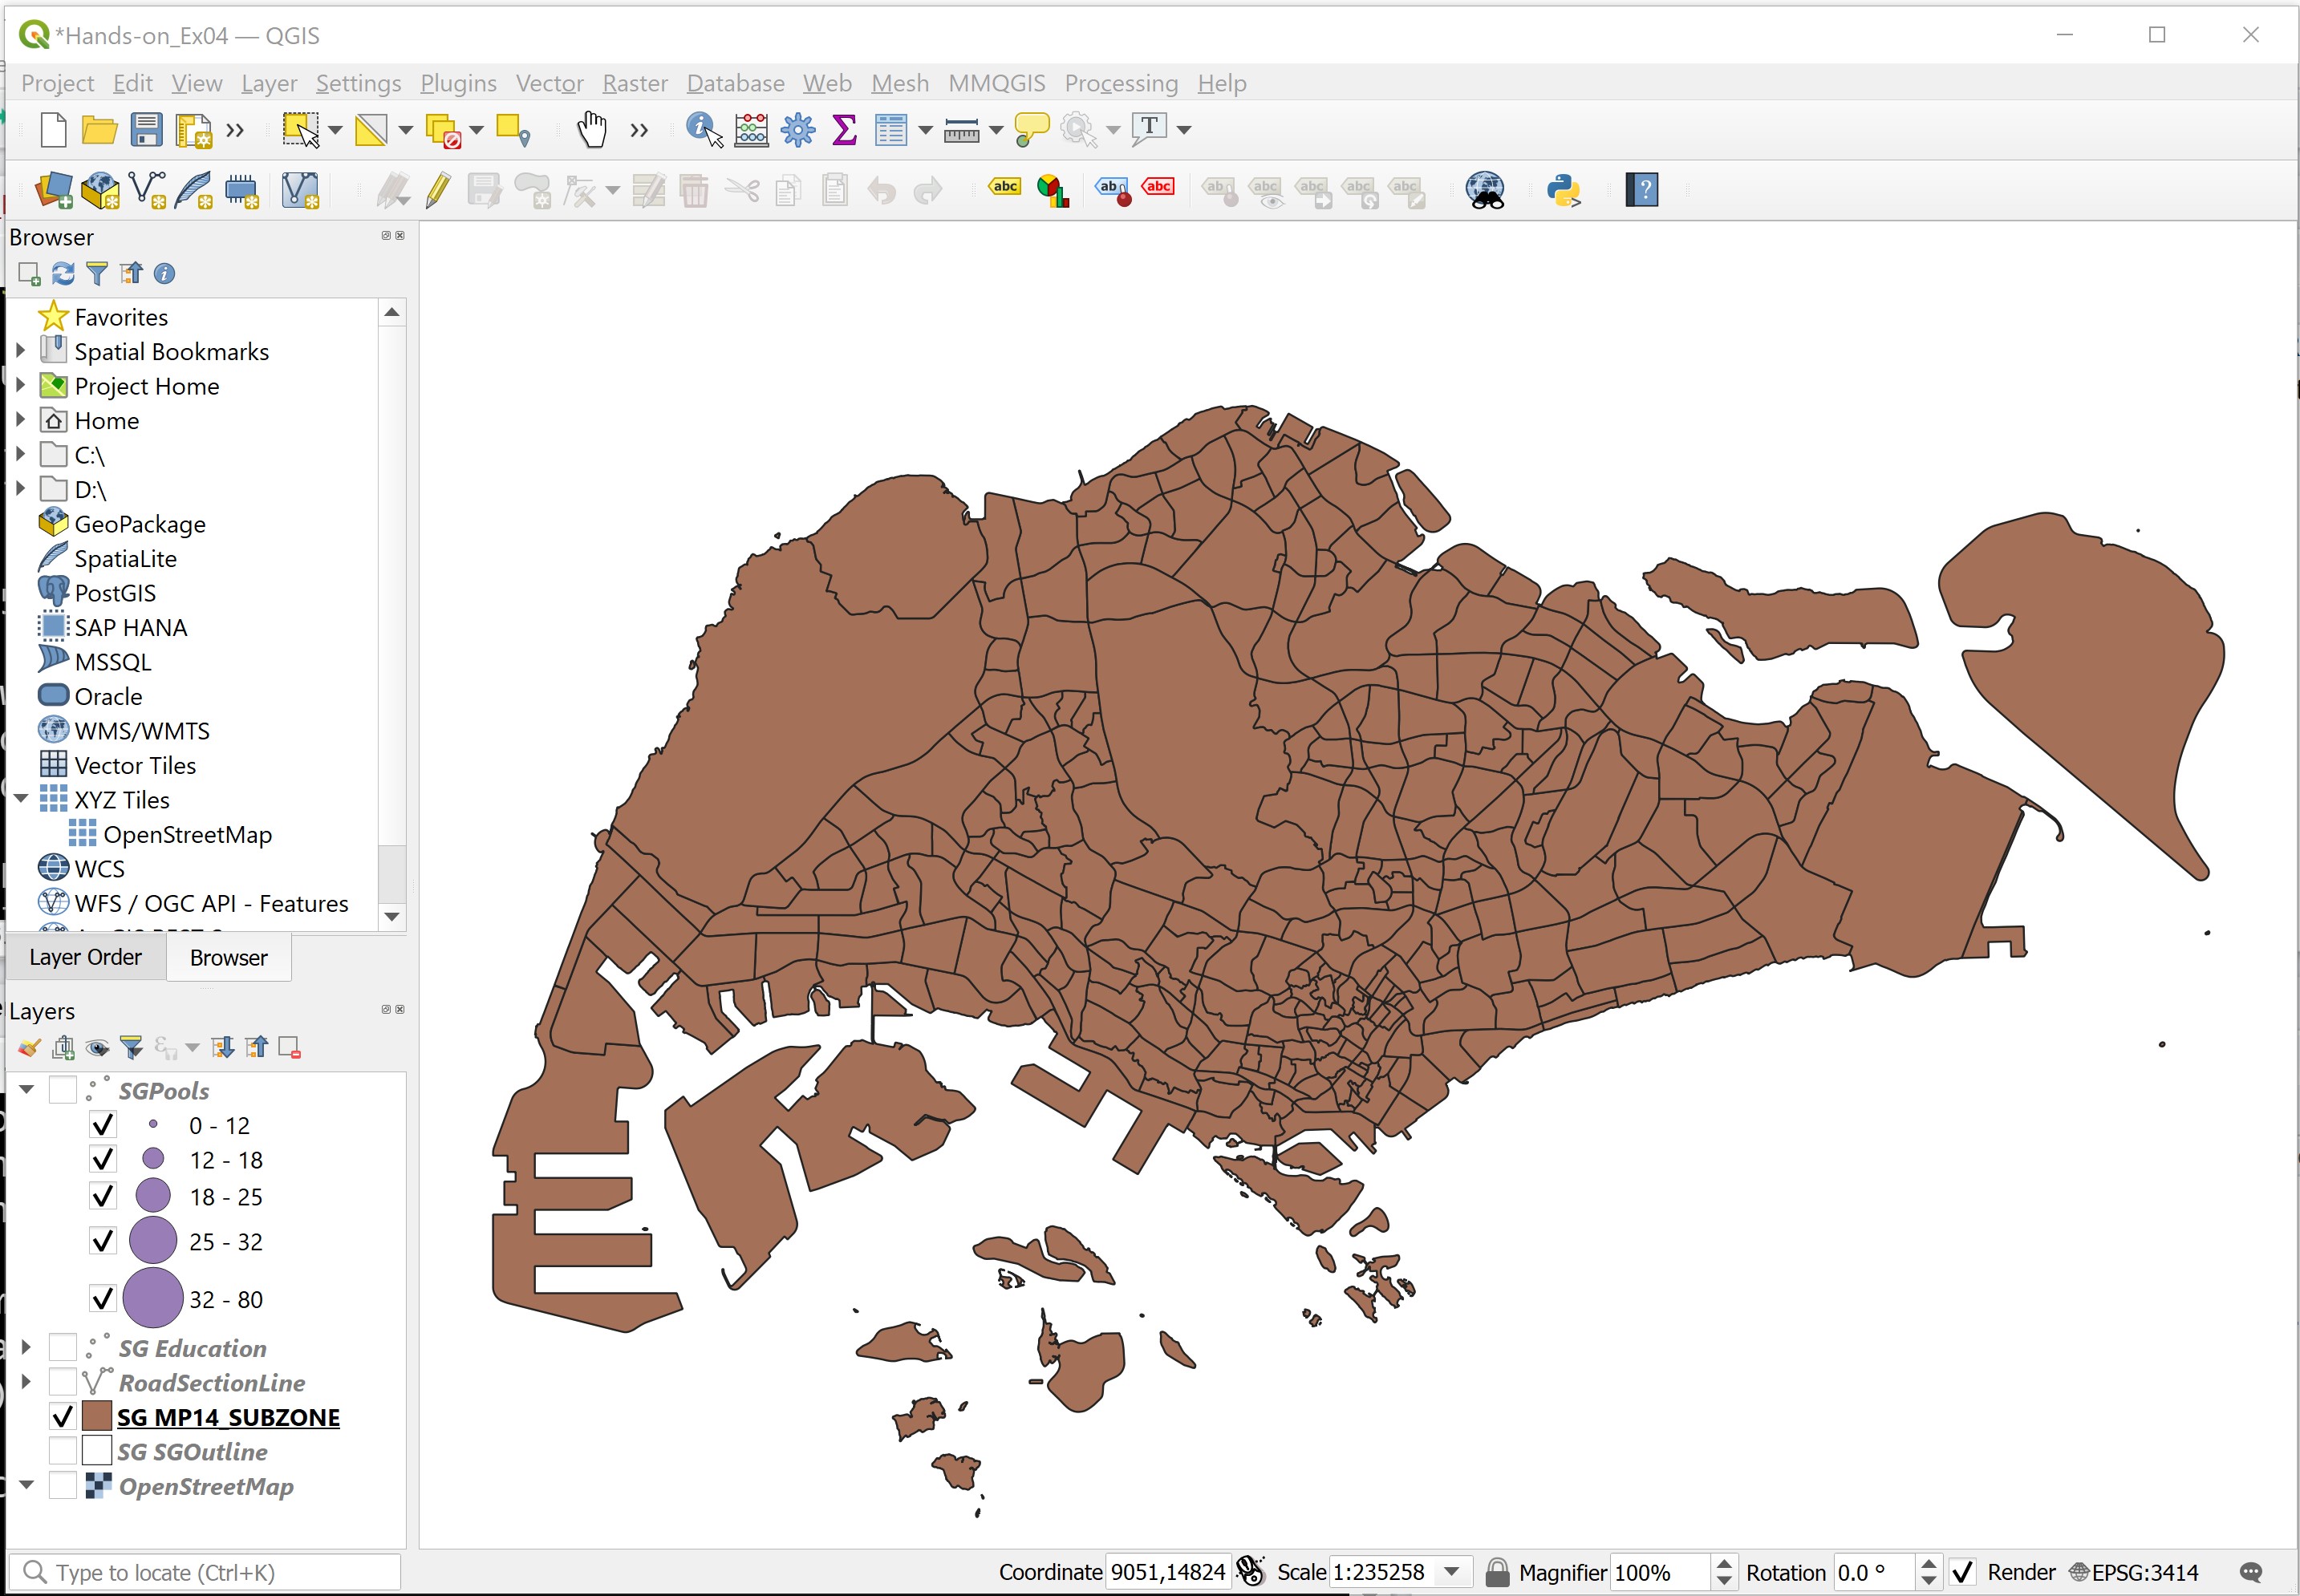 *Hands-on_Ex04 — QGIS
Project Edit View Layer Settings Plugins Vector Raster Database Web Mesh MMQGIS Processing Help
T
abc abc abc abc
Browser
Favorites
Spatial Bookmarks
Project Home
Home
C:\
D:\
GeoPackage
SpatiaLite
PostGIS
SAP HANA
MSSQL
Oracle
WMS/WMTS
Vector Tiles
XYZ Tiles
OpenStreetMap
WCS
WFS / OGC API - Features
Layer Order Browser
Layers
SGPools
0 - 12
12 - 18
18 - 25
25 - 32
32 - 80
SG Education
RoadSectionLine
SG MP14_SUBZONE
SG SGOutline
OpenStreetMap
Type to locate (Ctrl+K) Coordinate 9051,14824 Scale 1:235258 Magnifier 100% Rotation 0.0 ° Render EPSG:3414